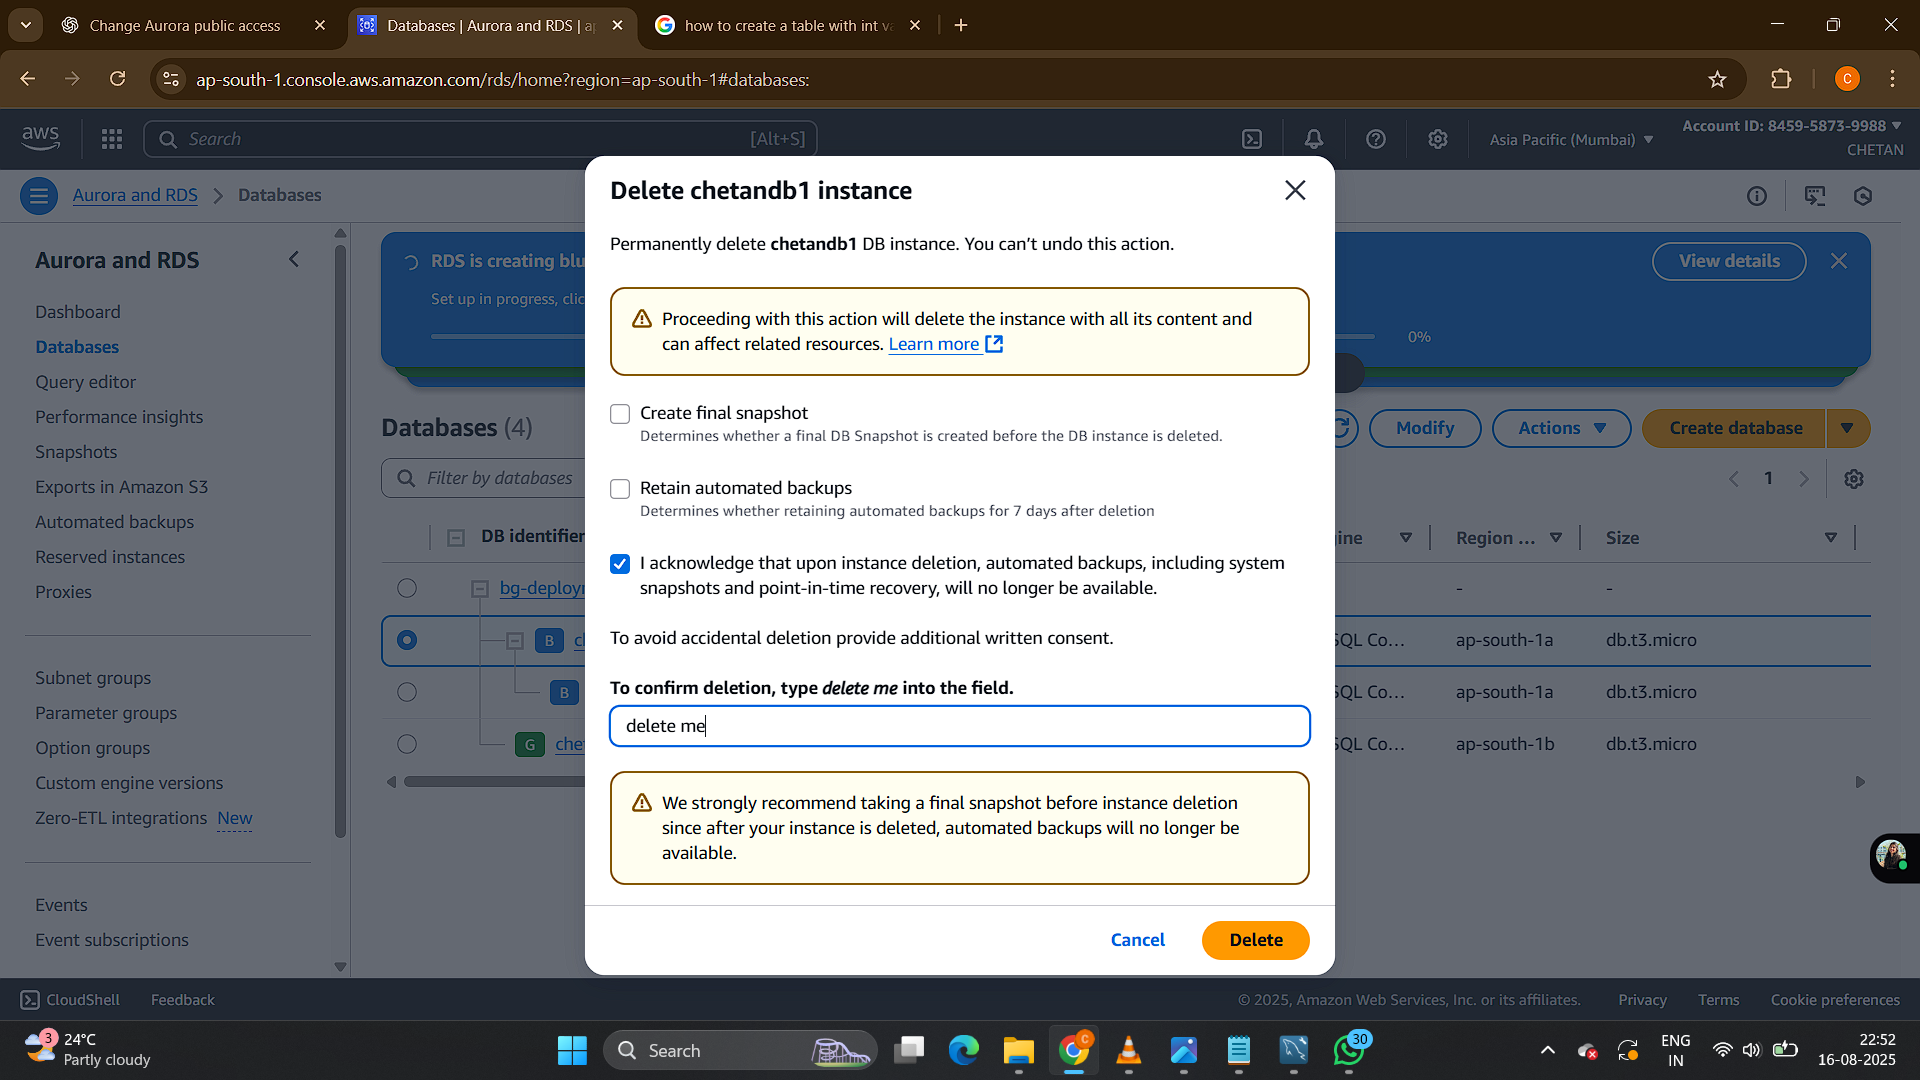 Change Aurora public access
Databases | Aurora and RDS | a
how to create a table with int v
ap-south-1.console.aws.amazon.com/rds/home?region=ap-south-1#databases:
C
aws
Search
[Alt+S]
Asia Pacific (Mumbai)
Account ID: 8459-5873-9988
CHETAN
Aurora and RDS
Databases
Aurora and RDS
Dashboard
Databases
Query editor
Performance insights
Snapshots
Exports in Amazon S3
Automated backups
Reserved instances
Proxies
Subnet groups
Parameter groups
Option groups
Custom engine versions
Zero-ETL integrations New
Events
Event subscriptions
RDS is creating blu
Set up in progress, clic
View details
0%
Databases (4)
Modify
Actions
Create database
Filter by databases
1
DB identifier
ine
Region ...
Size
bg-deployn
-
-
B
SQL Co...
ap-south-1a
db.t3.micro
B
SQL Co...
ap-south-1a
db.t3.micro
G
che
SQL Co...
ap-south-1b
db.t3.micro
Delete chetandb1 instance
Permanently delete chetandb1 DB instance. You can't undo this action.
Proceeding with this action will delete the instance with all its content and
can affect related resources. Learn more
Create final snapshot
Determines whether a final DB Snapshot is created before the DB instance is deleted.
Retain automated backups
Determines whether retaining automated backups for 7 days after deletion
I acknowledge that upon instance deletion, automated backups, including system
snapshots and point-in-time recovery, will no longer be available.
To avoid accidental deletion provide additional written consent.
To confirm deletion, type delete me into the field.
delete me
We strongly recommend taking a final snapshot before instance deletion
since after your instance is deleted, automated backups will no longer be
available.
Cancel
Delete
CloudShell
Feedback
© 2025, Amazon Web Services, Inc. or its affiliates.
Privacy
Terms
Cookie preferences
3
24°C
Partly cloudy
Search
C
30
ENG
IN
22:52
16-08-2025